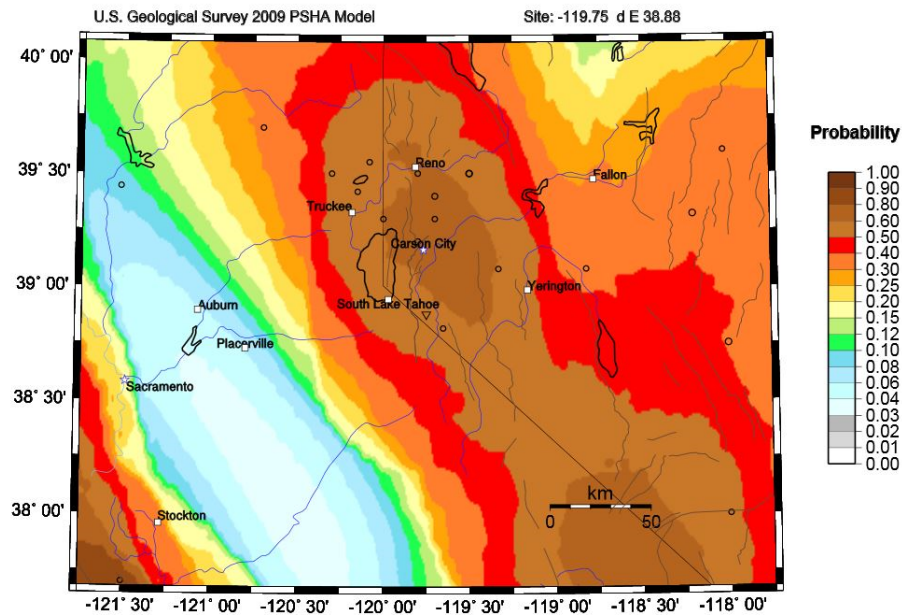 U.S. Geological Survey 2009 PSHA Model Site: -119.75 d E 38.88
40° 00'
39° 30'
39° 00'
38° 30'
38° 00'
Reno
Fallon
Truckee
Carson City
South Lake Tahoe
Yerington
Auburn
Placerville
Sacramento
Stockton
km
0 50
-121° 30' -121° 00' -120° 30' -120° 00' -119° 30' -119° 00' -118° 30' -118° 00'
Probability
1.00
0.90
0.80
0.60
0.50
0.40
0.30
0.25
0.20
0.15
0.12
0.10
0.08
0.06
0.04
0.03
0.02
0.01
0.00